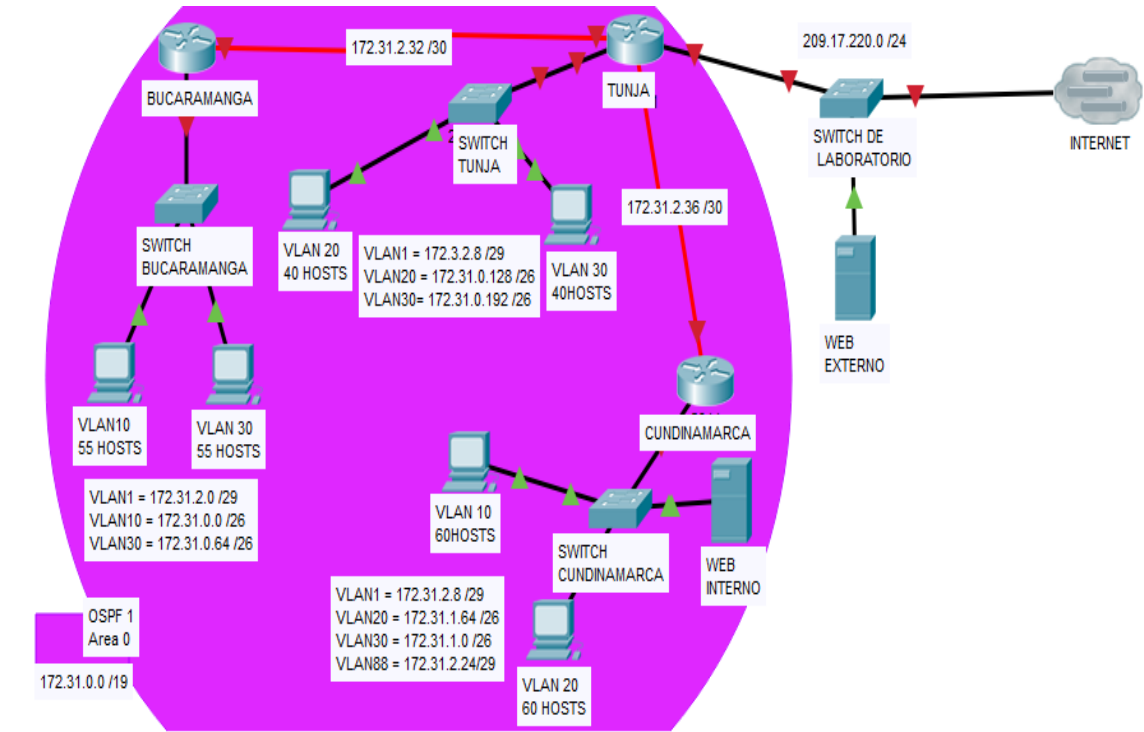 172.31.2.32 /30
209.17.220.0 /24
BUCARAMANGA
TUNJA
INTERNET
SWITCH DE
LABORATORIO
SWITCH
TUNJA
172.31.2.36 /30
SWITCH
BUCARAMANGA
VLAN 20
40 HOSTS
VLAN1 = 172.3.2.8 /29
VLAN20 = 172.31.0.128 /26
VLAN30= 172.31.0.192 /26
VLAN 30
40HOSTS
WEB
EXTERNO
VLAN10
55 HOSTS
VLAN 30
55 HOSTS
CUNDINAMARCA
VLAN1 = 172.31.2.0 /29
VLAN10 = 172.31.0.0 /26
VLAN30 = 172.31.0.64 /26
VLAN 10
60HOSTS
SWITCH
CUNDINAMARCA
WEB
INTERNO
VLAN1 = 172.31.2.8 /29
VLAN20 = 172.31.1.64 /26
VLAN30 = 172.31.1.0 /26
VLAN88 = 172.31.2.24/29
OSPF 1
Area 0
172.31.0.0 /19
VLAN 20
60 HOSTS